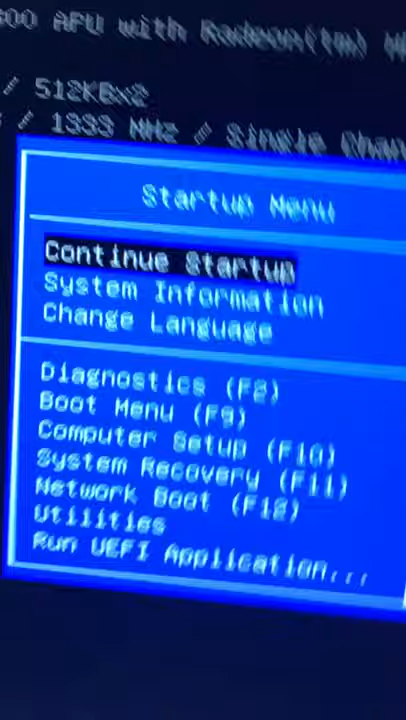 00 APU with Radeon(tm)
/ 512KBx2
/ 1333 MHz / Single
Startup Menu
Continue Startup
System Information
Change Language
Diagnostics (F2)
Boot Menu (F9)
Computer Setup (F10)
System Recovery (F11)
Network Boot (F12)
Utilities
Run UEFI Application...